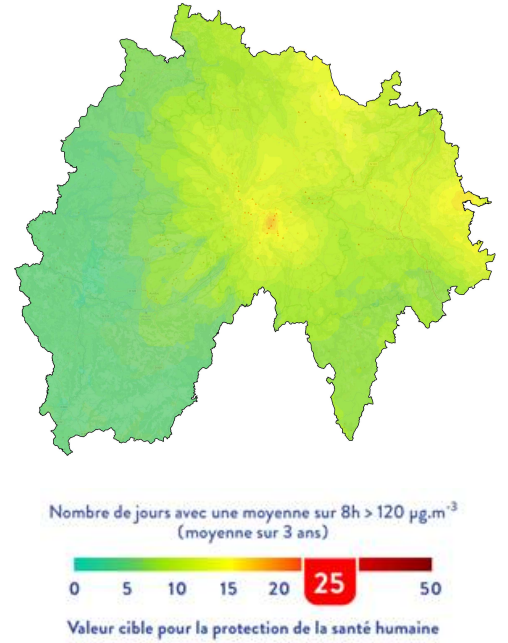 Nombre de jours avec une moyenne sur 8h > 120 µg.m⁻³
(moyenne sur 3 ans)
0 5 10 15 20 25 50
Valeur cible pour la protection de la santé humaine